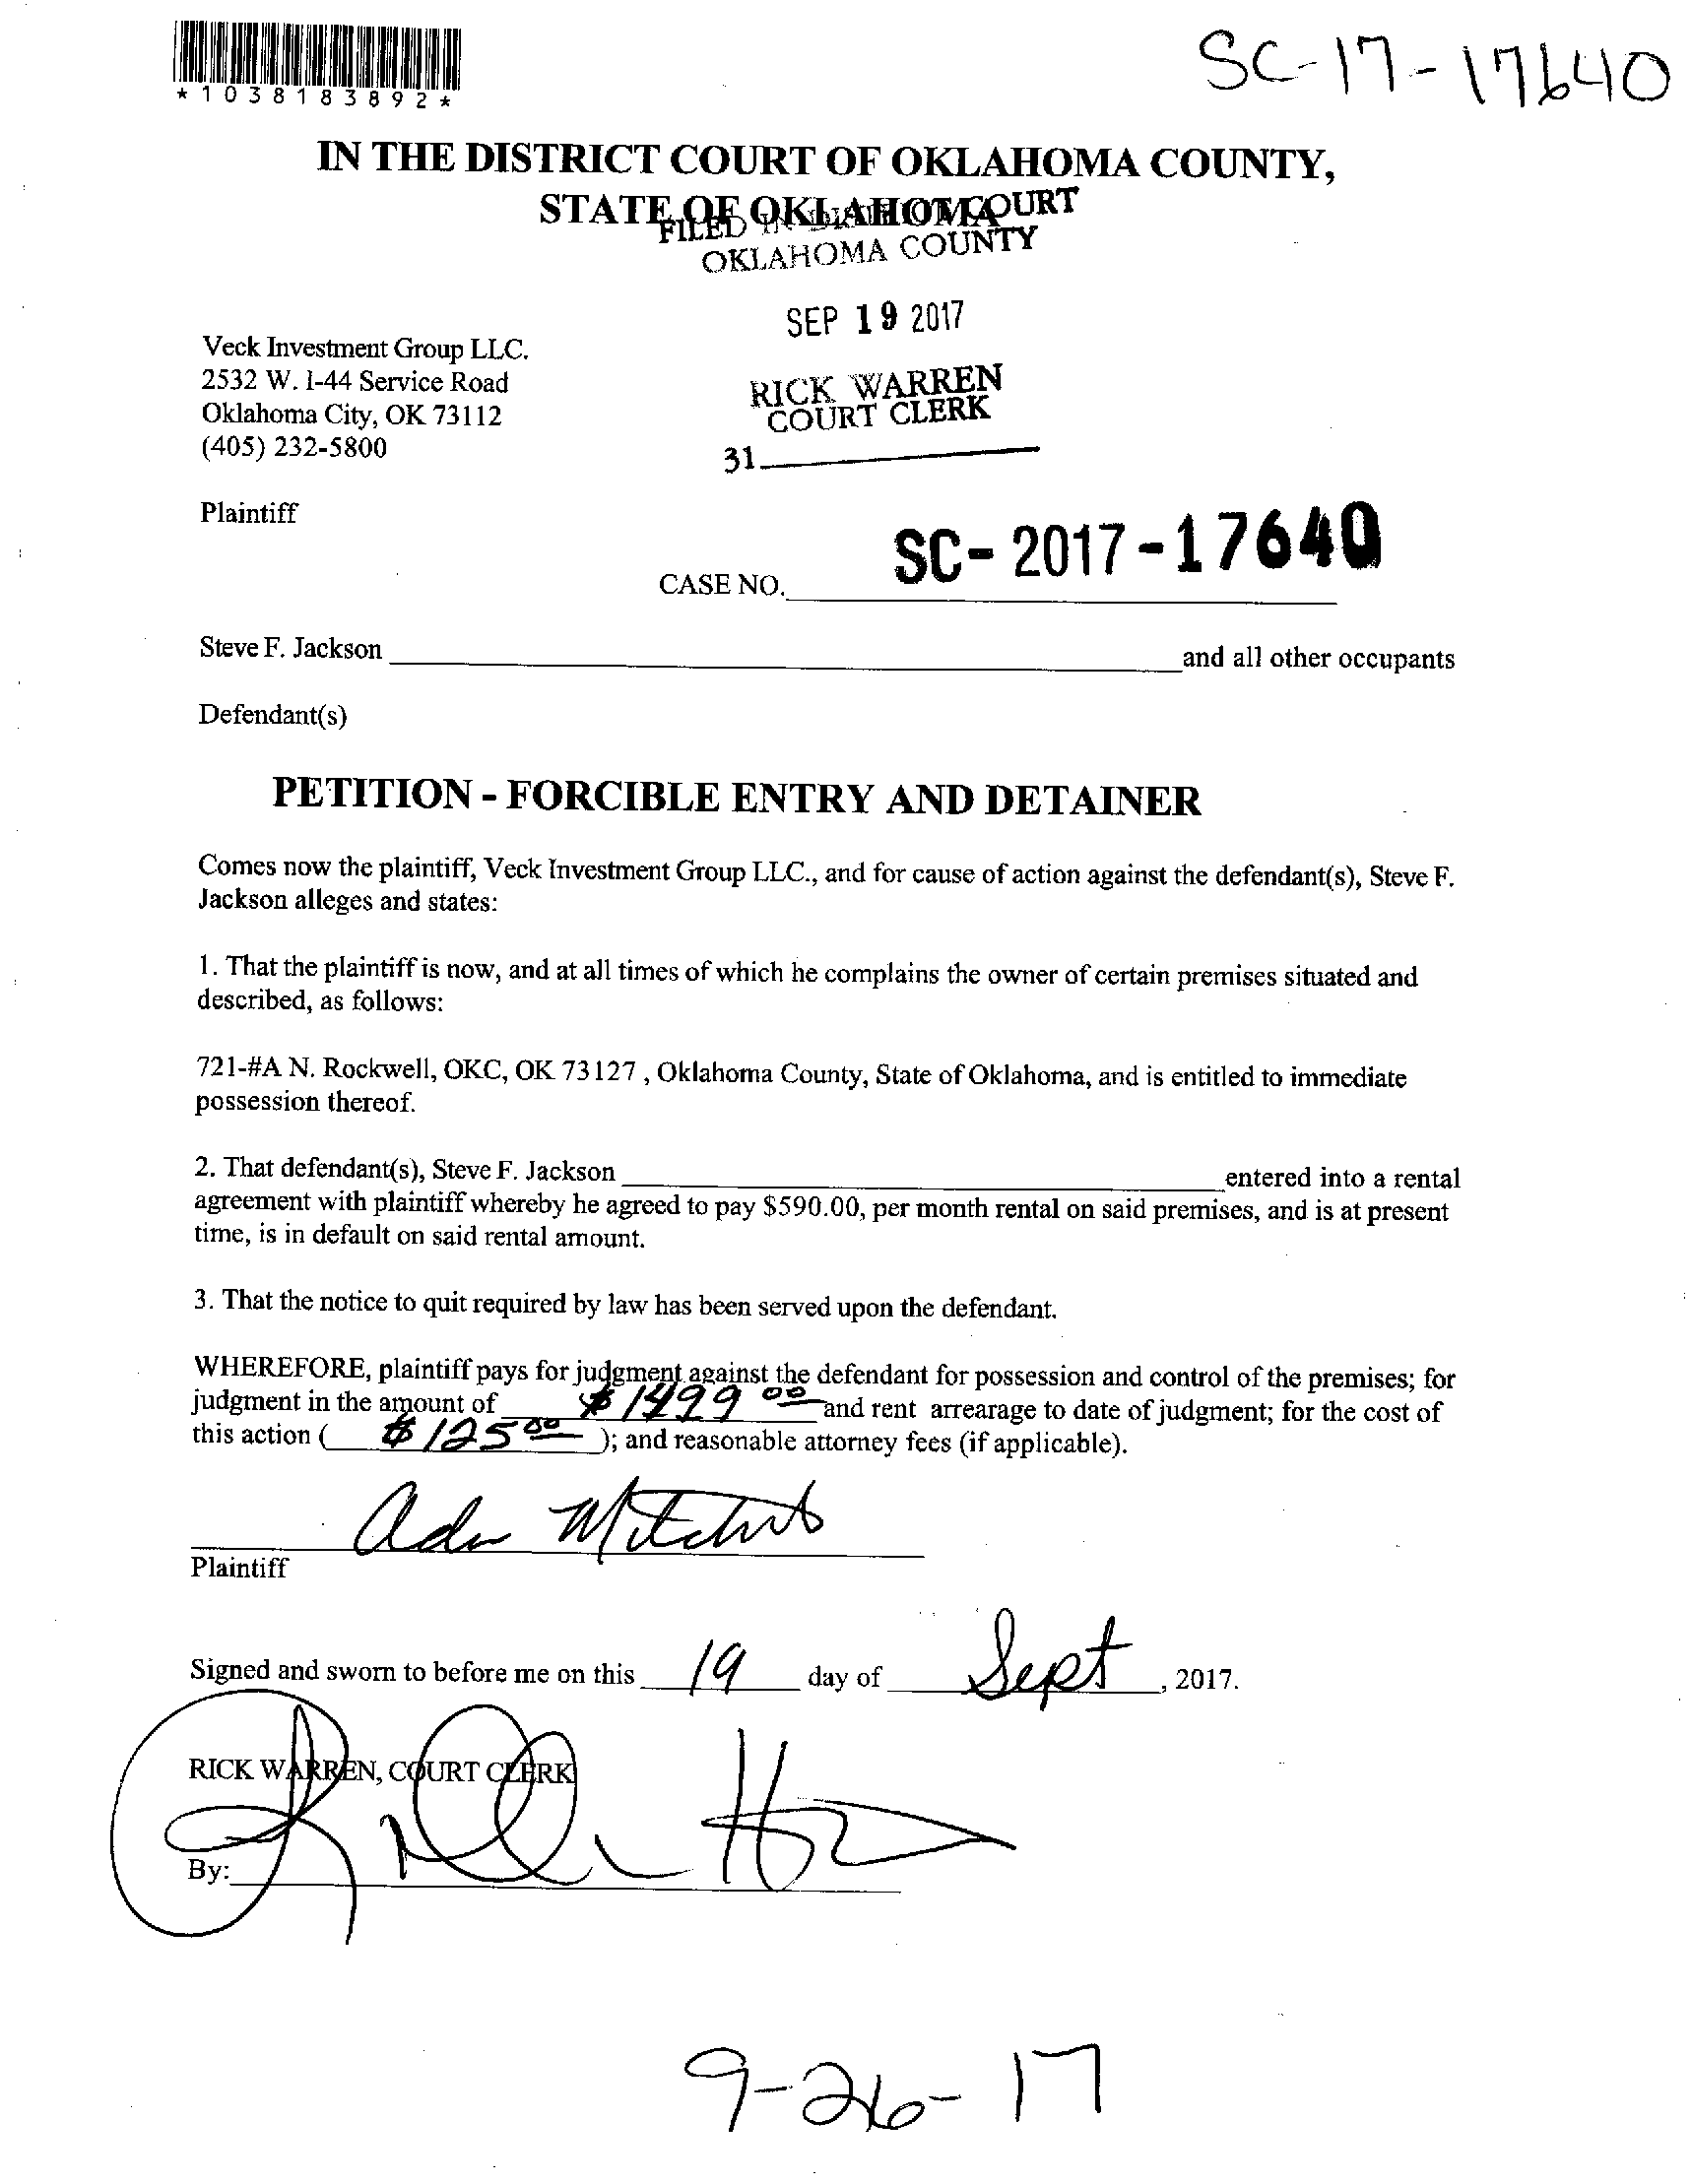 SC-17-17640
*1038183892*
IN THE DISTRICT COURT OF OKLAHOMA COUNTY,
STATE OF OKLAHOMA
FILED IN DISTRICT COURT
OKLAHOMA COUNTY
SEP 19 2017
RICK WARREN
COURT CLERK
31
Veck Investment Group LLC.
2532 W. I-44 Service Road
Oklahoma City, OK 73112
(405) 232-5800
Plaintiff
CASE NO. SC-2017-17640
Steve F. Jackson and all other occupants
Defendant(s)
PETITION - FORCIBLE ENTRY AND DETAINER
Comes now the plaintiff, Veck Investment Group LLC., and for cause of action against the defendant(s), Steve F.
Jackson alleges and states:
1. That the plaintiff is now, and at all times of which he complains the owner of certain premises situated and
described, as follows:
721-#A N. Rockwell, OKC, OK 73127 , Oklahoma County, State of Oklahoma, and is entitled to immediate
possession thereof.
2. That defendant(s), Steve F. Jackson entered into a rental
agreement with plaintiff whereby he agreed to pay $590.00, per month rental on said premises, and is at present
time, is in default on said rental amount.
3. That the notice to quit required by law has been served upon the defendant.
WHEREFORE, plaintiff pays for judgment against the defendant for possession and control of the premises; for
judgment in the amount of $1499 00 and rent arrearage to date of judgment; for the cost of
this action ( $125 00 ); and reasonable attorney fees (if applicable).
Plaintiff
Signed and sworn to before me on this 19 day of Sept, 2017.
RICK WARREN, COURT CLERK
By:
9-26-17